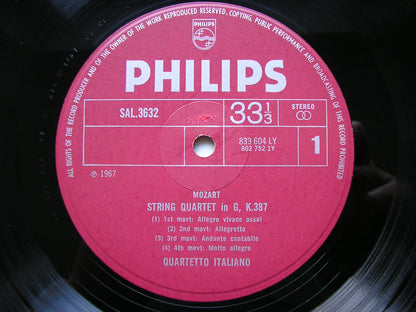 ALL RIGHTS OF THE RECORD PRODUCER AND OF THE OWNER OF THE WORK REPRODUCED RESERVED. COPYING, PUBLIC PERFORMANCE AND BROADCASTING OF THIS RECORD PROHIBITED
PHILIPS
PHILIPS
SAL.3632
33 1/3
STEREO
839 604 LY
802 752 1Y
1
℗ 1967
MOZART
STRING QUARTET in G, K.387
(1) 1st movt: Allegro vivace assai
(2) 2nd movt: Allegretto
(3) 3rd movt: Andante cantabile
(4) 4th movt: Molto allegro
QUARTETTO ITALIANO